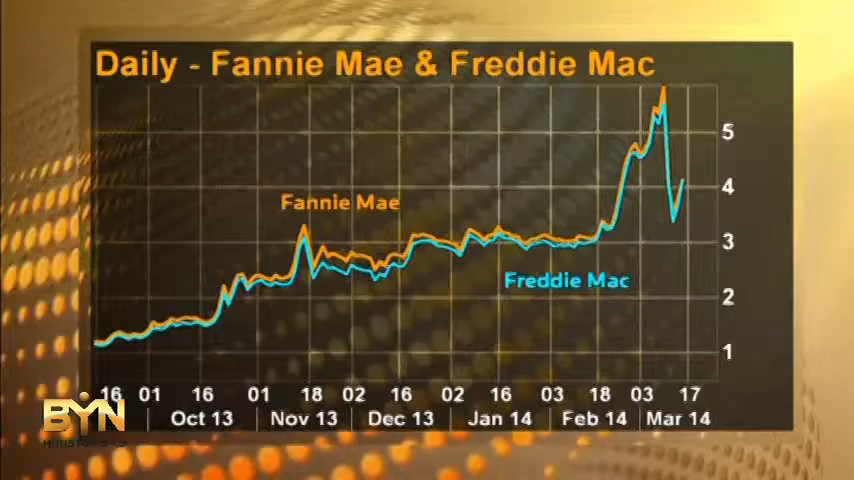 Daily - Fannie Mae & Freddie Mac
5
4
Fannie Mae
3
Freddie Mac
2
1
16 01 16 01 18 02 16 02 16 03 18 03 17
Oct 13 Nov 13 Dec 13 Jan 14 Feb 14 Mar 14
BYN